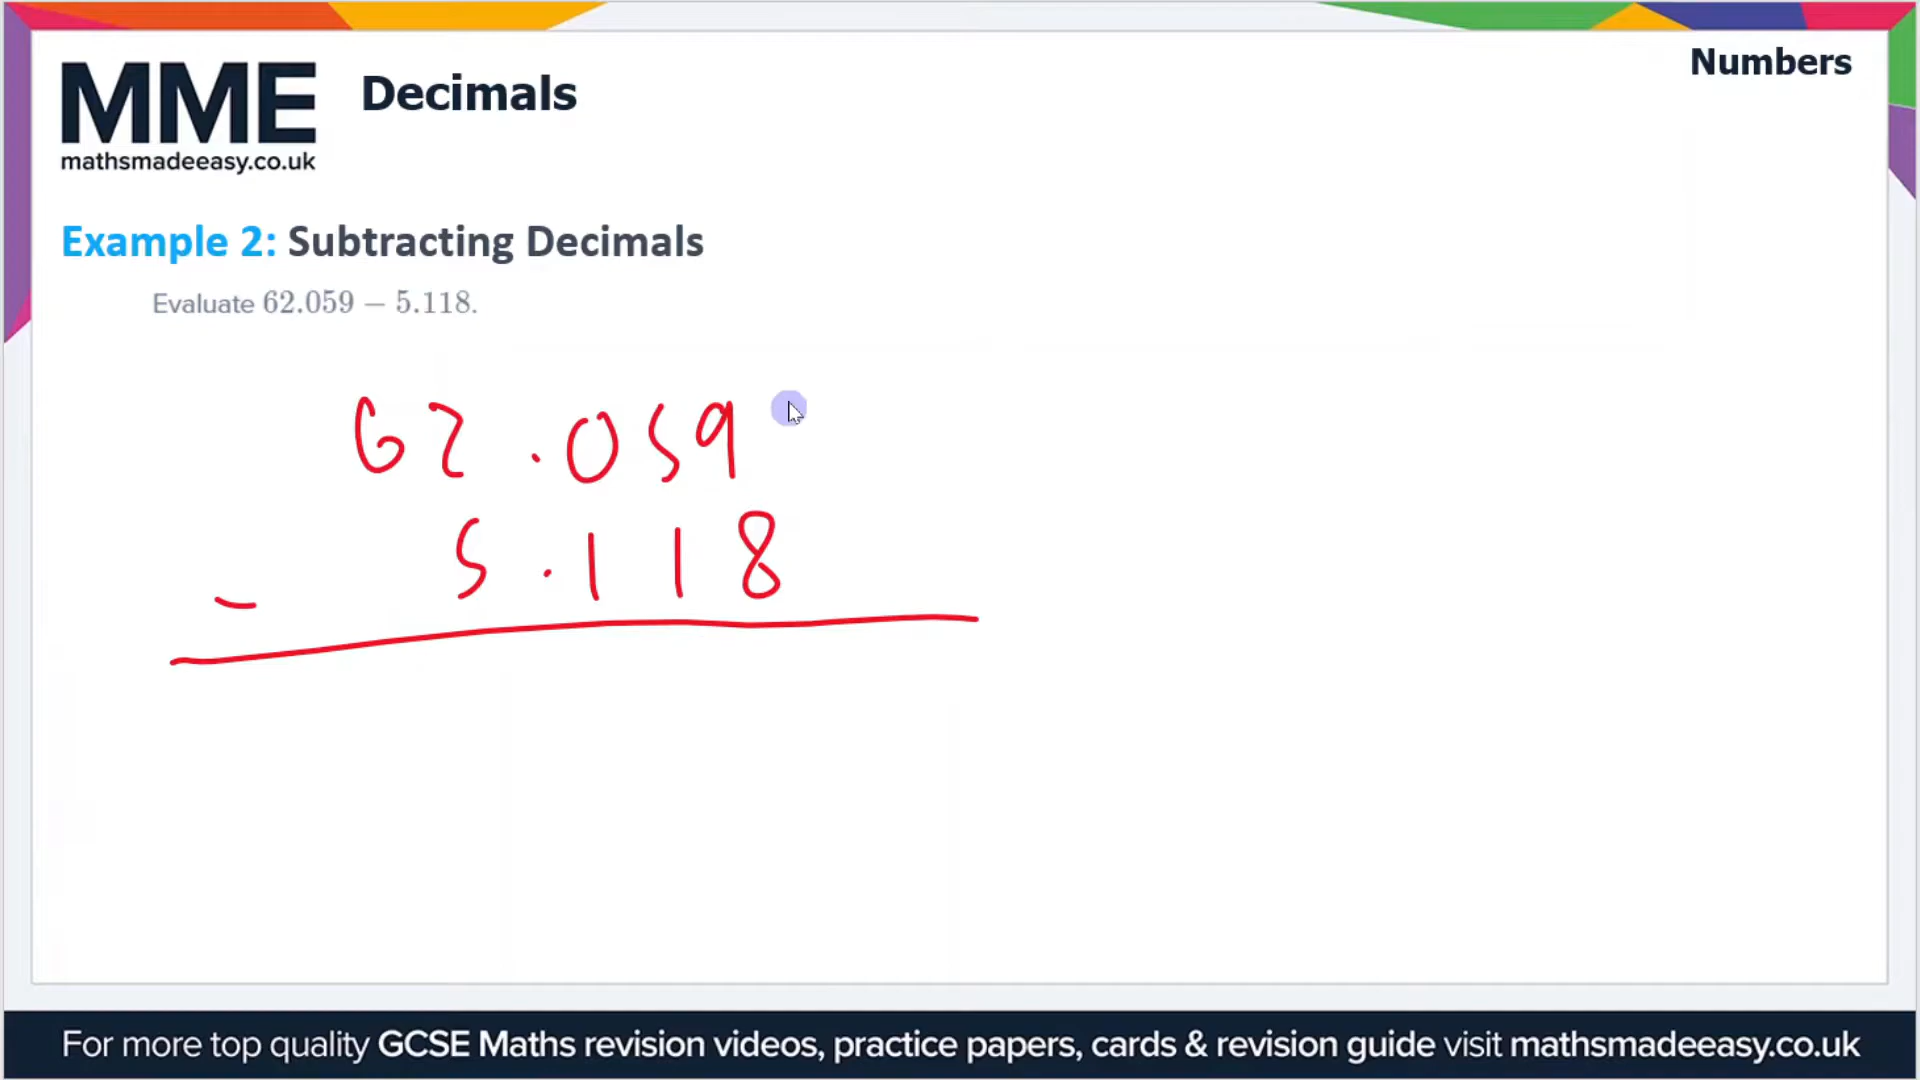 Numbers
MME Decimals
mathsmadeeasy.co.uk
Example 2: Subtracting Decimals
Evaluate 62.059 − 5.118.
62.059
5.118
−
For more top quality GCSE Maths revision videos, practice papers, cards & revision guide visit mathsmadeeasy.co.uk